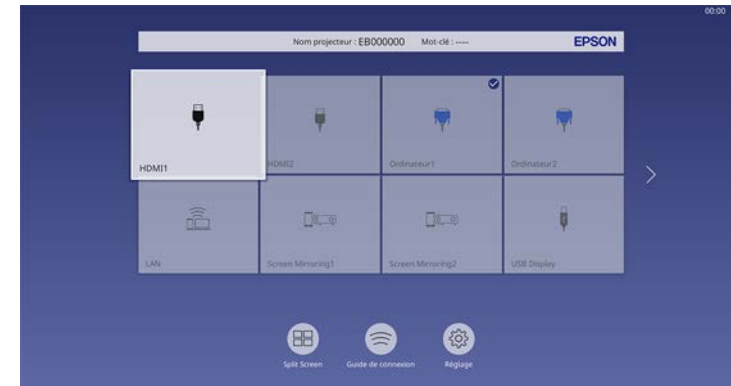 00:00
Nom projecteur : EB000000 Mot-clé : ---- EPSON
HDMI1 HDMI2 Ordinateur1 Ordinateur2
LAN Screen Mirroring1 Screen Mirroring2 USB Display
Split Screen Guide de connexion Réglage